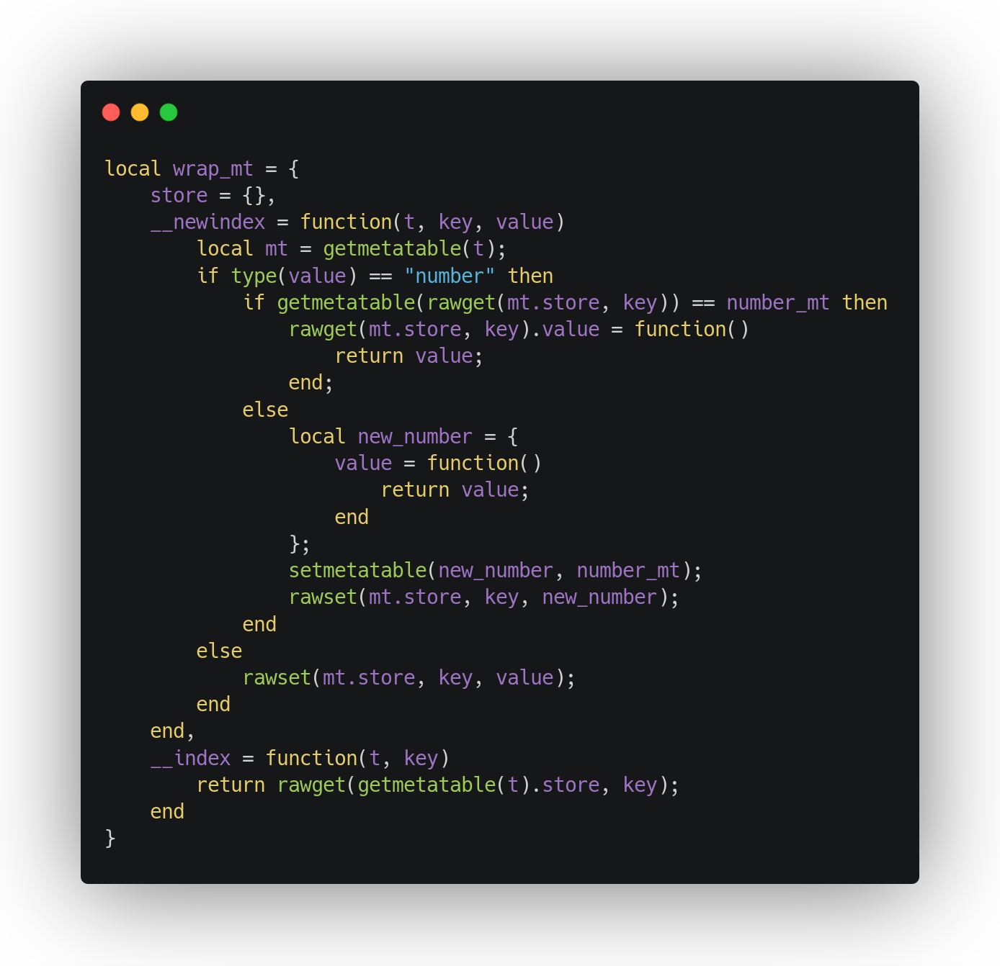 local wrap_mt = {
    store = {},
    __newindex = function(t, key, value)
        local mt = getmetatable(t);
        if type(value) == "number" then
            if getmetatable(rawget(mt.store, key)) == number_mt then
                rawget(mt.store, key).value = function()
                    return value;
                end;
            else
                local new_number = {
                    value = function()
                        return value;
                    end
                };
                setmetatable(new_number, number_mt);
                rawset(mt.store, key, new_number);
            end
        else
            rawset(mt.store, key, value);
        end
    end,
    __index = function(t, key)
        return rawget(getmetatable(t).store, key);
    end
}